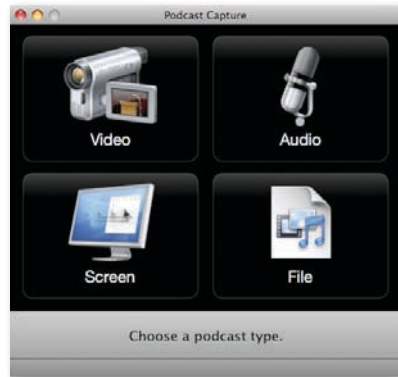 Podcast Capture
Video
Audio
Screen
File
Choose a podcast type.